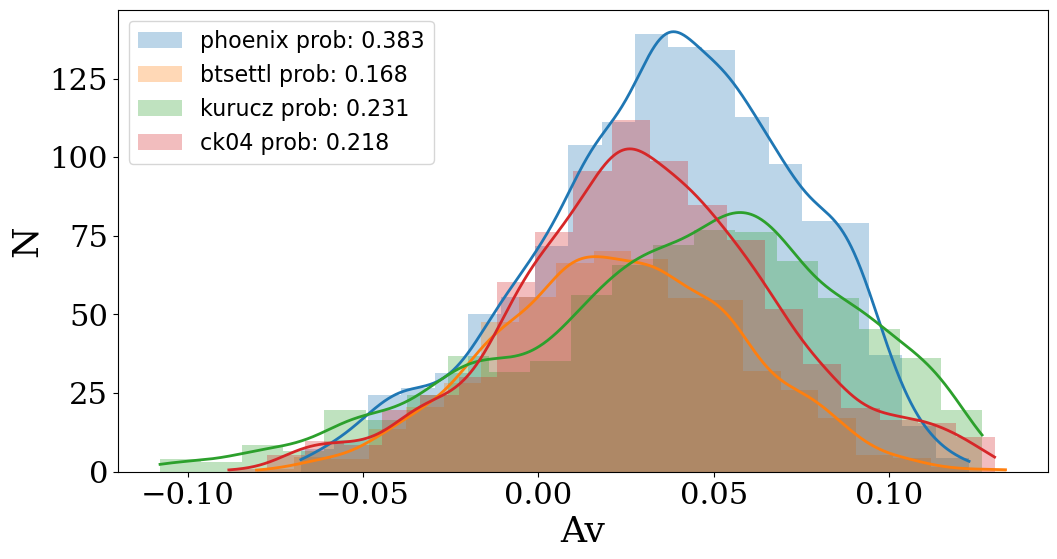 phoenix prob: 0.383
btsettl prob: 0.168
kurucz prob: 0.231
ck04 prob: 0.218
N
125
100
75
50
25
0
−0.10 −0.05 0.00 0.05 0.10
Av